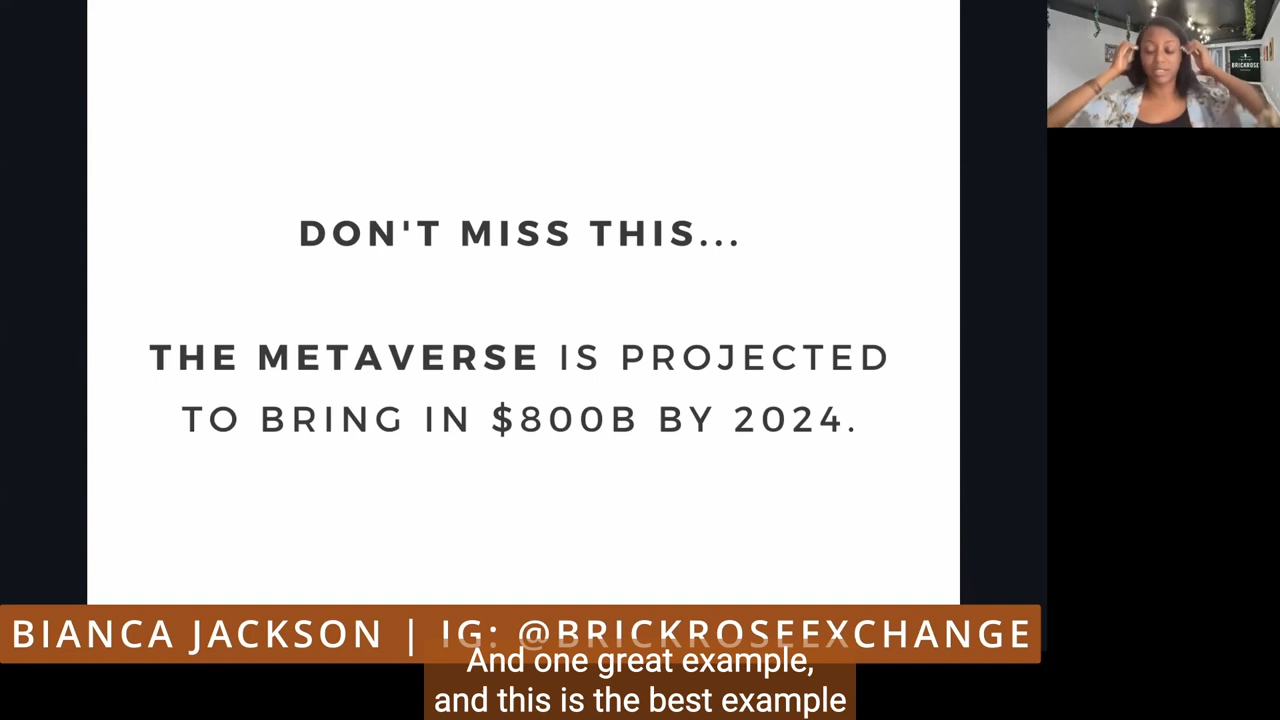 DON'T MISS THIS...
THE METAVERSE IS PROJECTED
TO BRING IN $800B BY 2024.
BRICKROSE
BIANCA JACKSON | IG: @BRICKROSEEXCHANGE
And one great example,
and this is the best example